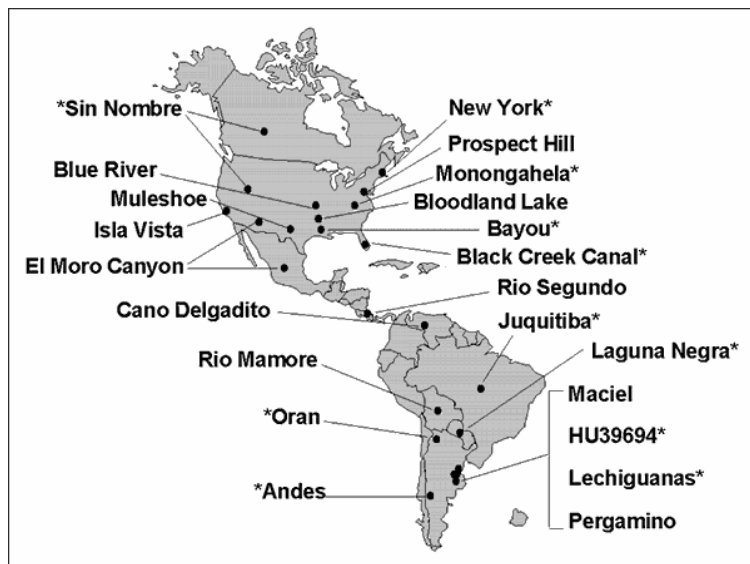 *Sin Nombre
New York*
Prospect Hill
Blue River
Monongahela*
Muleshoe
Bloodland Lake
Isla Vista
Bayou*
Black Creek Canal*
El Moro Canyon
Rio Segundo
Cano Delgadito
Juquitiba*
Laguna Negra*
Rio Mamore
Maciel
*Oran
HU39694*
Lechiguanas*
*Andes
Pergamino